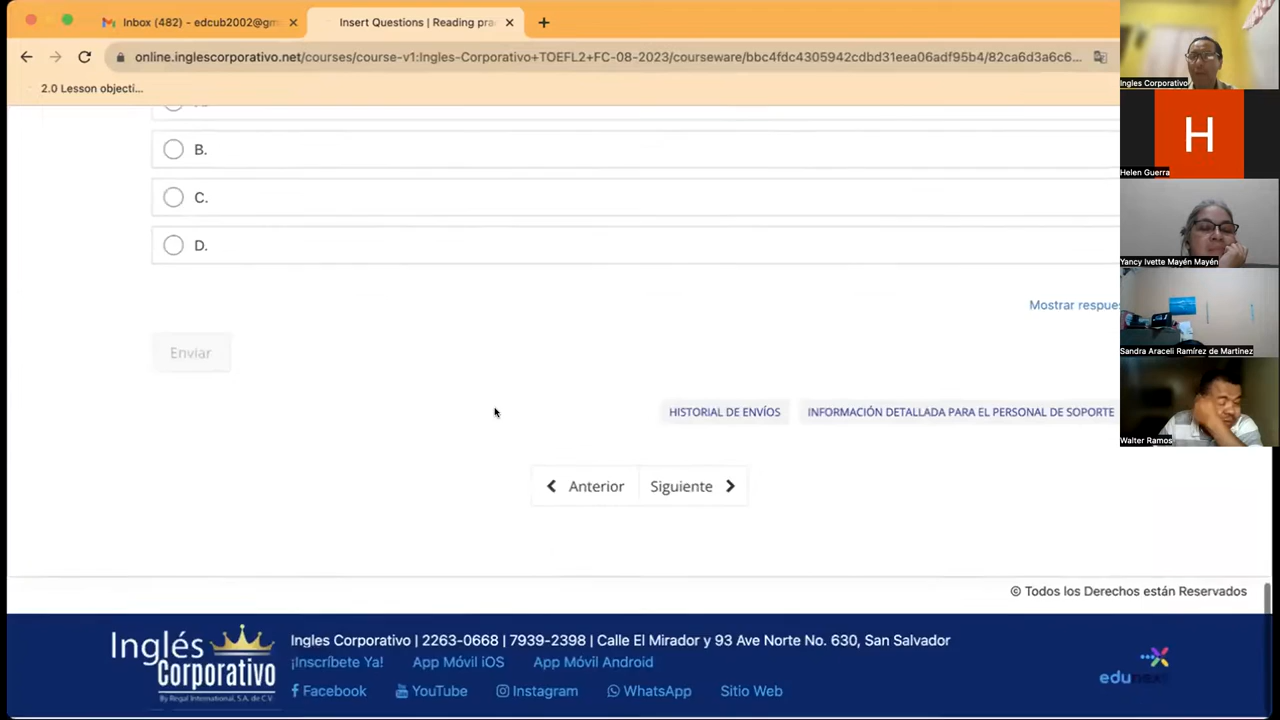 Inbox (482) - edcub2002@gm
Insert Questions | Reading pra
online.inglescorporativo.net/courses/course-v1:Ingles-Corporativo+TOEFL2+FC-08-2023/courseware/bbc4fdc4305942cdbd31eea06adf95b4/82ca6d3a6c6...
2.0 Lesson objecti...
B.
C.
D.
Mostrar respue
Enviar
HISTORIAL DE ENVÍOS
INFORMACIÓN DETALLADA PARA EL PERSONAL DE SOPORTE
Anterior
Siguiente
© Todos los Derechos están Reservados
Inglés
Corporativo
By Regal International, S.A. de C.V.
Ingles Corporativo | 2263-0668 | 7939-2398 | Calle El Mirador y 93 Ave Norte No. 630, San Salvador
¡Inscríbete Ya!
App Móvil iOS
App Móvil Android
Facebook
YouTube
Instagram
WhatsApp
Sitio Web
Ingles Corporativo
H
Helen Guerra
Yancy Ivette Mayén Mayén
Sandra Araceli Ramírez de Martínez
Walter Ramos